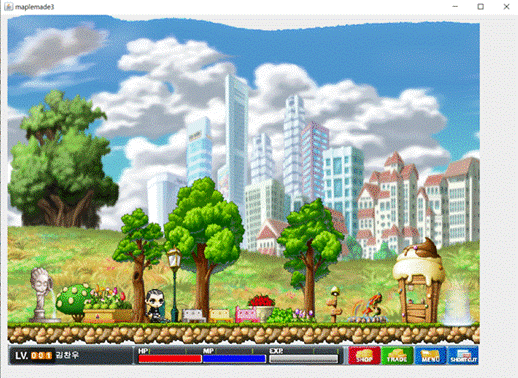 maplemade3
LV. 001 김찬우
HP
MP
EXP
SHOP
TRADE
MENU
SHORTCUT